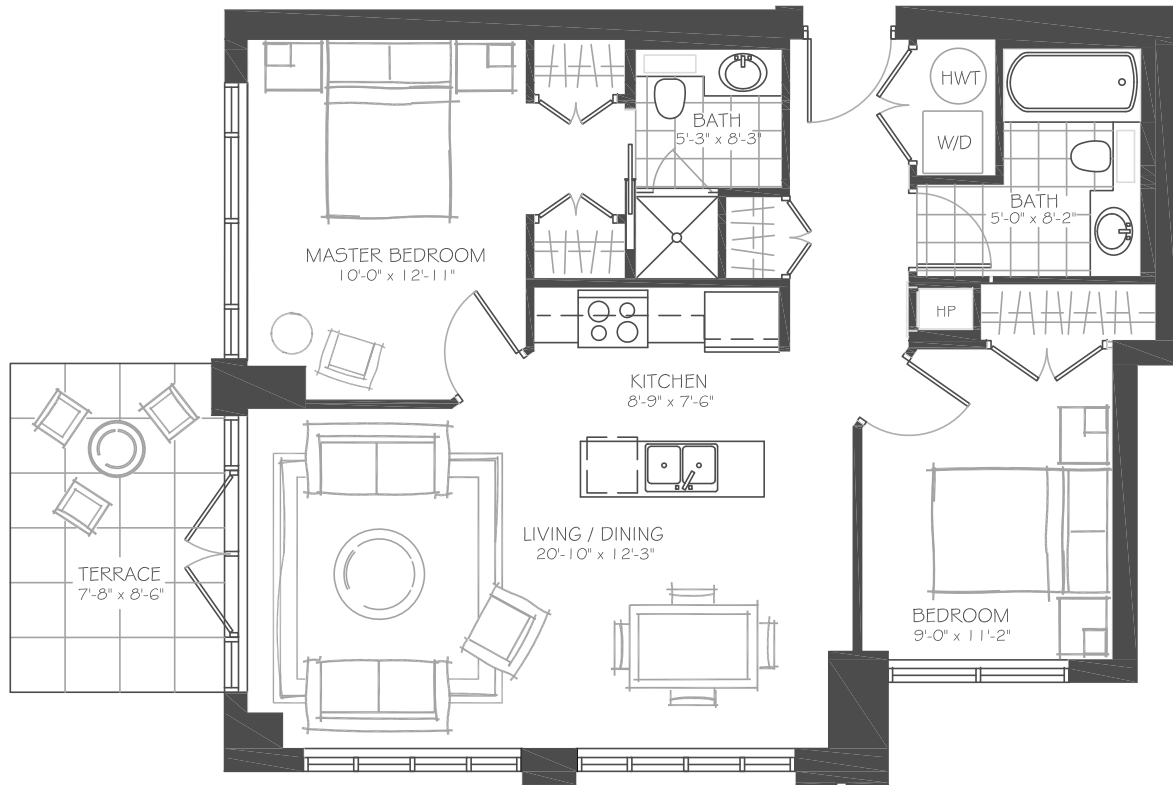 HWT
BATH
5'-3" x 8'-3"
W/D
BATH
5'-0" x 8'-2"
MASTER BEDROOM
10'-0" x 12'-11"
HP
KITCHEN
8'-9" x 7'-6"
LIVING / DINING
20'-10" x 12'-3"
TERRACE
7'-8" x 8'-6"
BEDROOM
9'-0" x 11'-2"